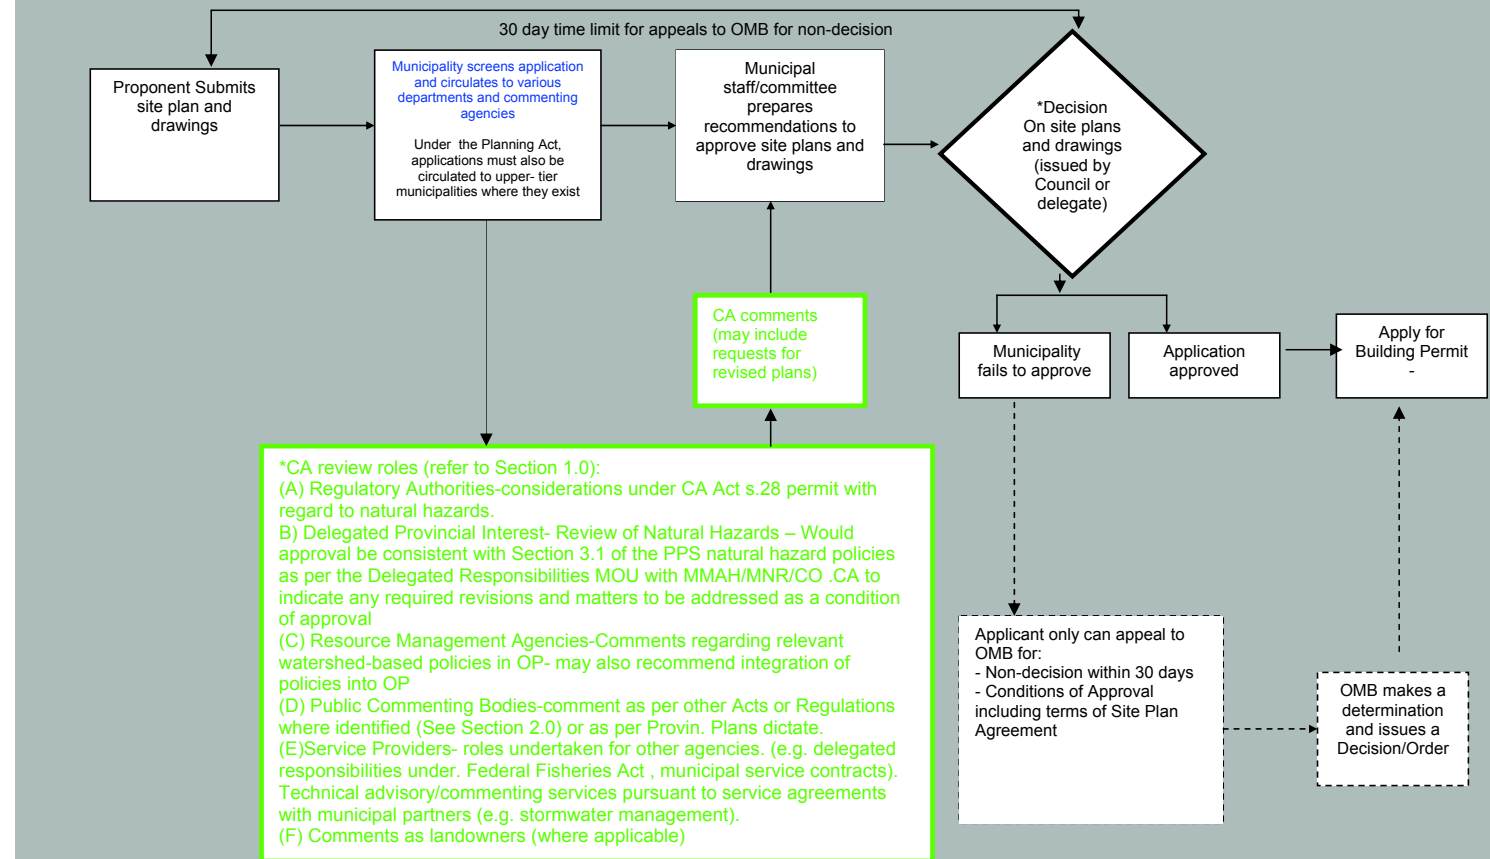 30 day time limit for appeals to OMB for non-decision
Proponent Submits
site plan and
drawings
Municipality screens application
and circulates to various
departments and commenting
agencies
Under  the Planning Act,
applications must also be
circulated to upper- tier
municipalities where they exist
Municipal
staff/committee
prepares
recommendations to
approve site plans and
drawings
*Decision
On site plans
and drawings
(issued by
Council or
delegate)
CA comments
(may include
requests for
revised plans)
Municipality
fails to approve
Application
approved
Apply for
Building Permit
-
*CA review roles (refer to Section 1.0):
(A) Regulatory Authorities-considerations under CA Act s.28 permit with
regard to natural hazards.
B) Delegated Provincial Interest- Review of Natural Hazards – Would
approval be consistent with Section 3.1 of the PPS natural hazard policies
as per the Delegated Responsibilities MOU with MMAH/MNR/CO .CA to
indicate any required revisions and matters to be addressed as a condition
of approval
(C) Resource Management Agencies-Comments regarding relevant
watershed-based policies in OP- may also recommend integration of
policies into OP
(D) Public Commenting Bodies-comment as per other Acts or Regulations
where identified (See Section 2.0) or as per Provin. Plans dictate.
(E)Service Providers- roles undertaken for other agencies. (e.g. delegated
responsibilities under. Federal Fisheries Act , municipal service contracts).
Technical advisory/commenting services pursuant to service agreements
with municipal partners (e.g. stormwater management).
(F) Comments as landowners (where applicable)
Applicant only can appeal to
OMB for:
- Non-decision within 30 days
- Conditions of Approval
including terms of Site Plan
Agreement
OMB makes a
determination
and issues a
Decision/Order